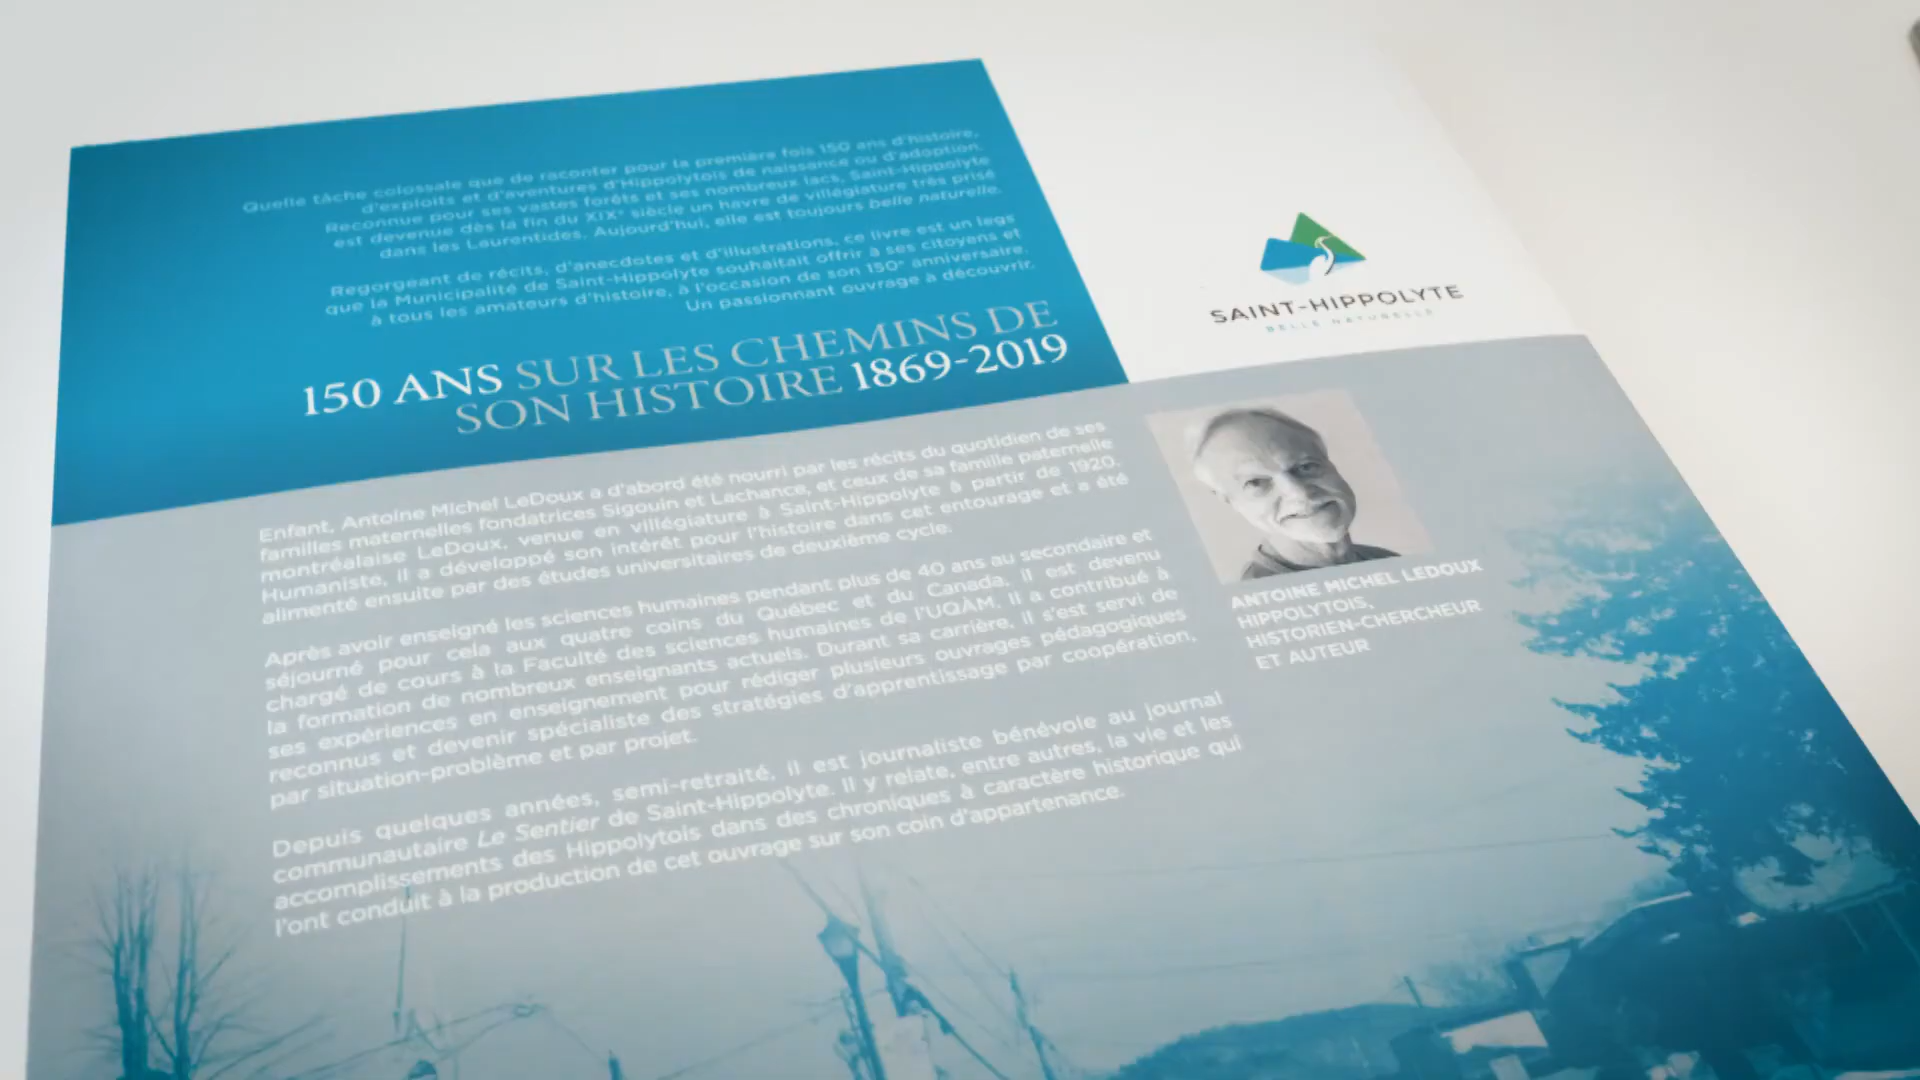 Quelle tâche colossale que de raconter pour la première fois 150 ans d'histoire,
d'exploits et d'aventures d'Hippolytois de naissance ou d'adoption.
Reconnue pour ses vastes forêts et ses nombreux lacs, Saint-Hippolyte
est devenue dès la fin du XIXe siècle un havre de villégiature très prisé
dans les Laurentides. Aujourd'hui, elle est toujours belle naturelle.
Regorgeant de récits, d'anecdotes et d'illustrations, ce livre est un legs
que la Municipalité de Saint-Hippolyte souhaitait offrir à ses citoyens et
à tous les amateurs d'histoire, à l'occasion de son 150e anniversaire.
Un passionnant ouvrage à découvrir.
150 ANS SUR LES CHEMINS DE
SON HISTOIRE 1869-2019
SAINT-HIPPOLYTE
BELLE NATURELLE
Enfant, Antoine Michel LeDoux a d'abord été nourri par les récits du quotidien de ses
familles maternelles fondatrices Sigouin et Lachance, et ceux de sa famille paternelle
montréalaise LeDoux, venue en villégiature à Saint-Hippolyte à partir de 1920.
Humaniste, il a développé son intérêt pour l'histoire dans cet entourage et a été
alimenté ensuite par des études universitaires de deuxième cycle.
Après avoir enseigné les sciences humaines pendant plus de 40 ans au secondaire et
séjourné pour cela aux quatre coins du Québec et du Canada, il est devenu
chargé de cours à la Faculté des sciences humaines de l'UQÀM. Il a contribué à
la formation de nombreux enseignants actuels. Durant sa carrière, il s'est servi de
ses expériences en enseignement pour rédiger plusieurs ouvrages pédagogiques
reconnus et devenir spécialiste des stratégies d'apprentissage par coopération,
par situation-problème et par projet.
Depuis quelques années, semi-retraité, il est journaliste bénévole au journal
communautaire Le Sentier de Saint-Hippolyte. Il y relate, entre autres, la vie et les
accomplissements des Hippolytois dans des chroniques à caractère historique qui
l'ont conduit à la production de cet ouvrage sur son coin d'appartenance.
ANTOINE MICHEL LEDOUX
HIPPOLYTOIS,
HISTORIEN-CHERCHEUR
ET AUTEUR